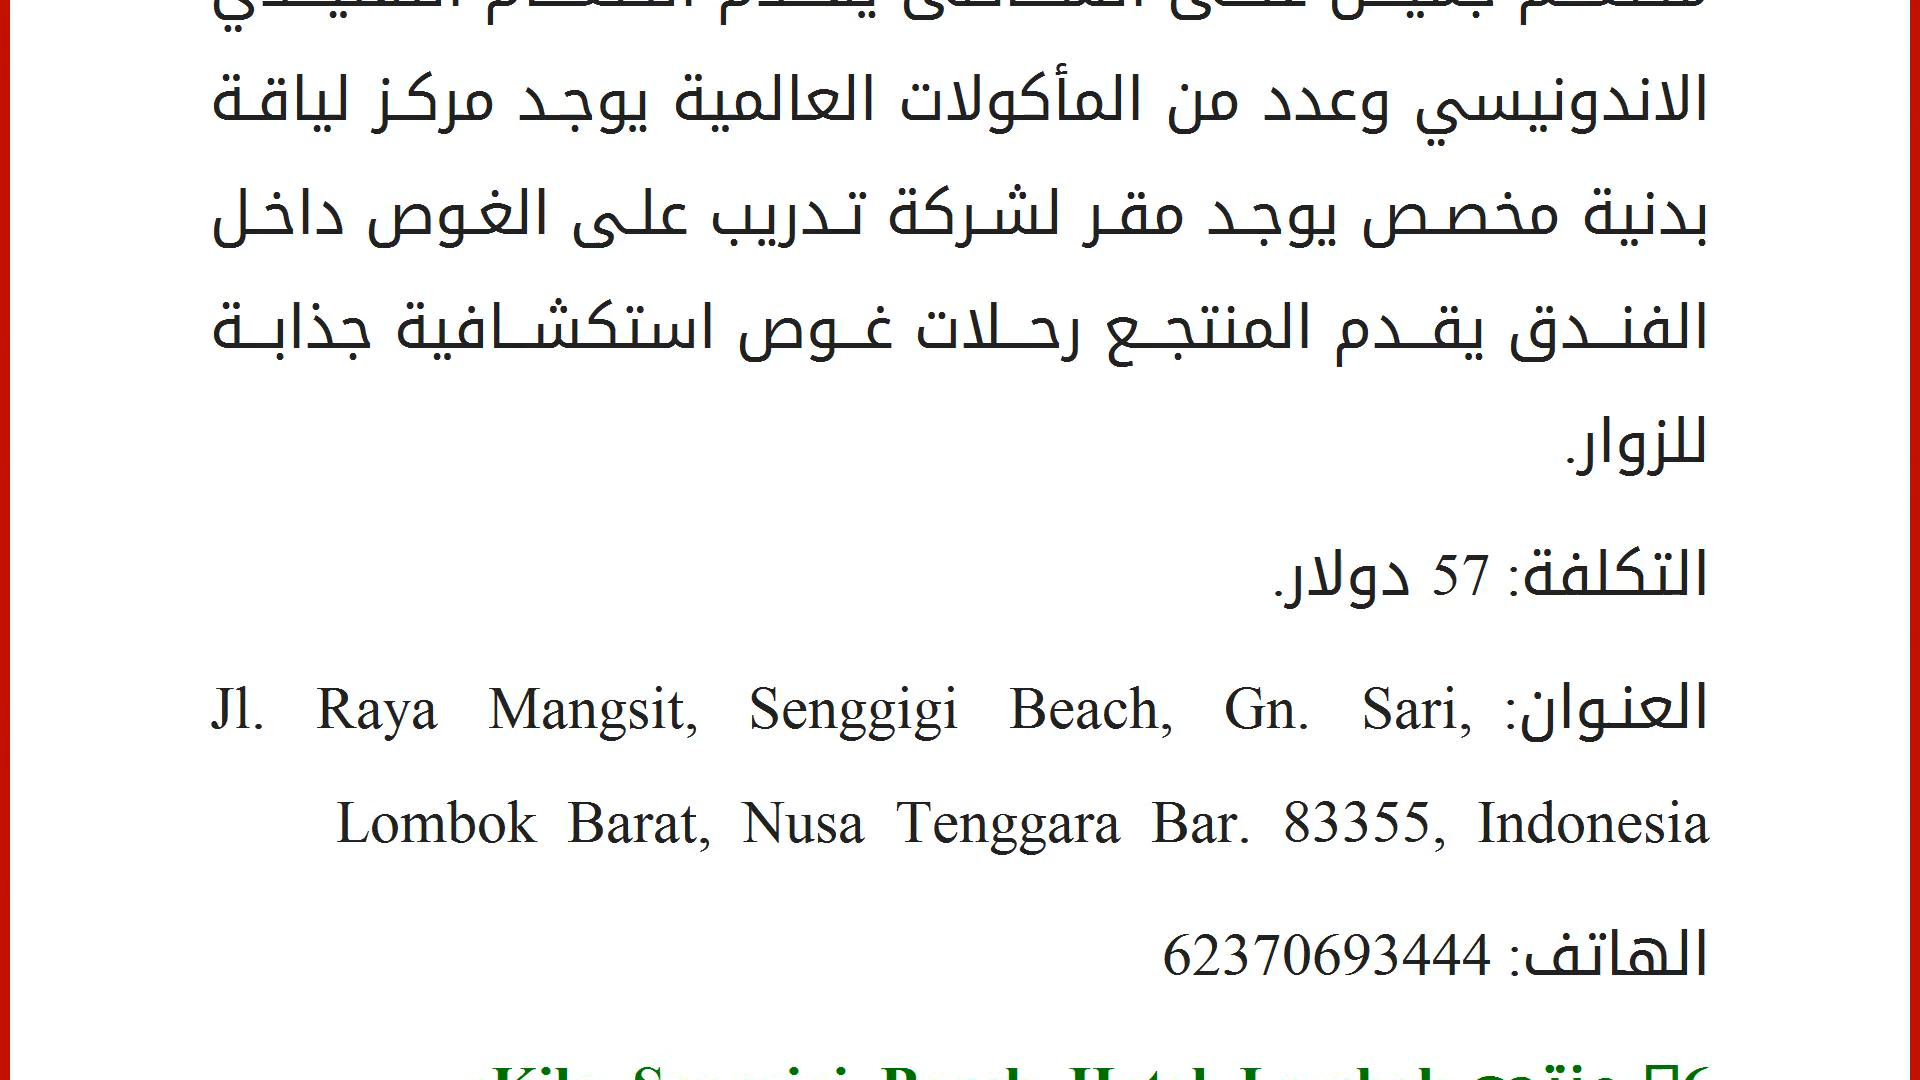 الاندونيسي وعدد من المأكولات العالمية يوجد مركز لياقة
بدنية مخصص يوجد مقر لشركة تدريب على الغوص داخل
الفندق يقدم المنتجع رحلات غوص استكشافية جذابة
للزوار.
التكلفة: 57 دولار.
العنوان: Jl. Raya Mangsit, Senggigi Beach, Gn. Sari,
Lombok Barat, Nusa Tenggara Bar. 83355, Indonesia
الهاتف: 62370693444